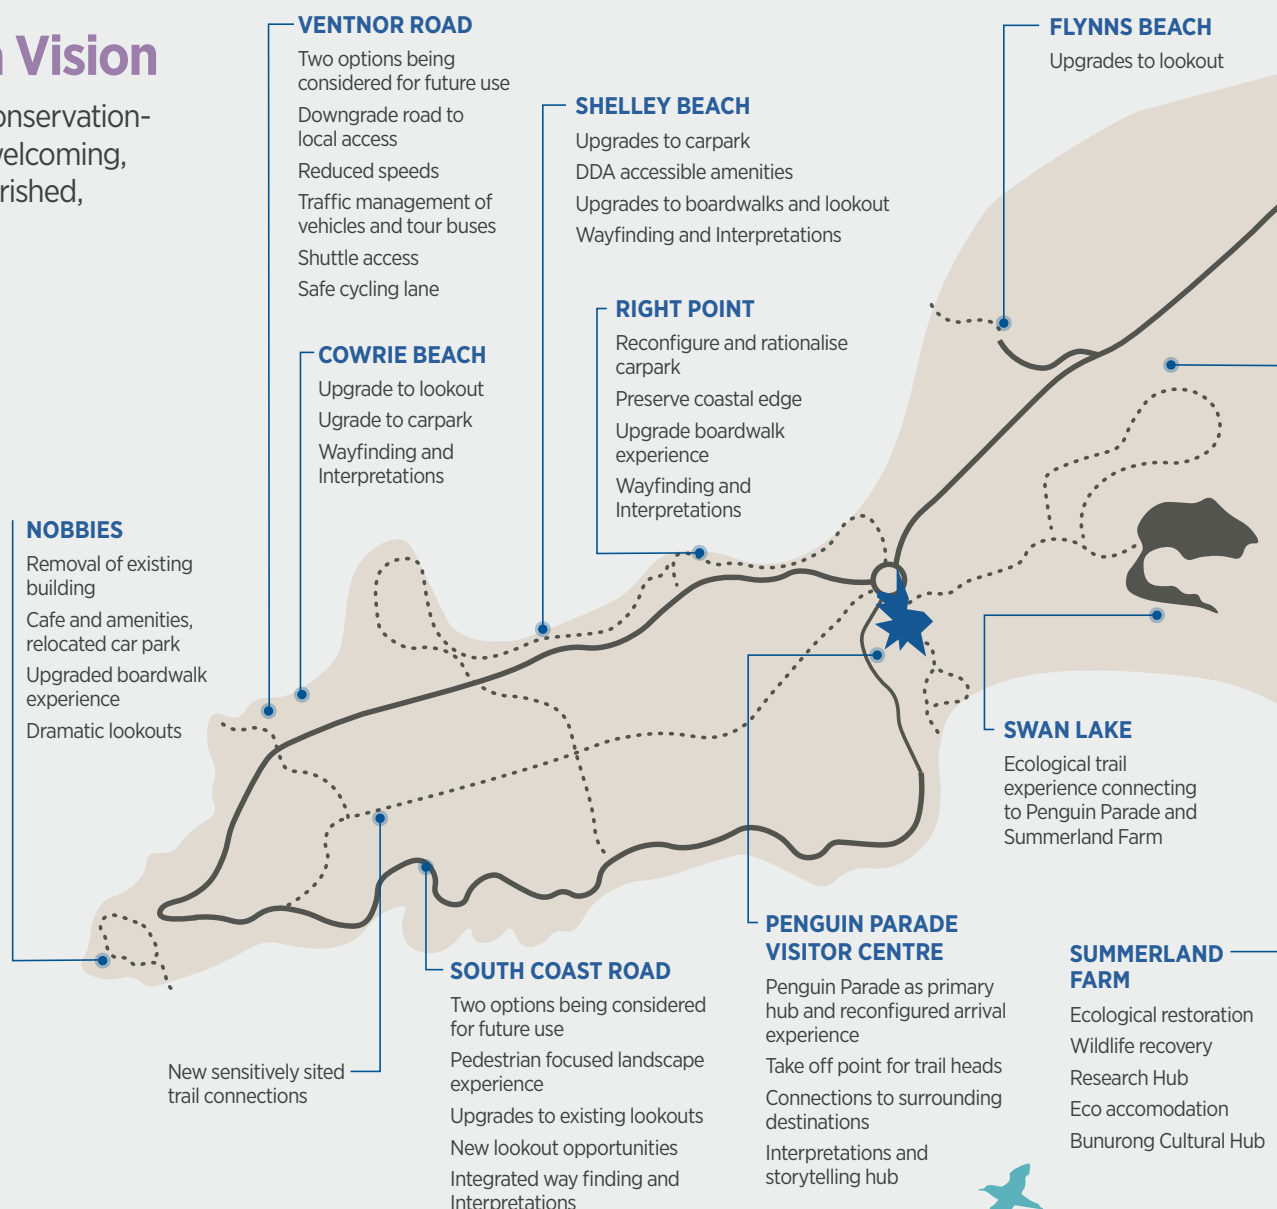 Vision
onservation-
welcoming,
rished,
VENTNOR ROAD
Two options being
considered for future use
Downgrade road to
local access
Reduced speeds
Traffic management of
vehicles and tour buses
Shuttle access
Safe cycling lane
SHELLEY BEACH
Upgrades to carpark
DDA accessible amenities
Upgrades to boardwalks and lookout
Wayfinding and Interpretations
FLYNNS BEACH
Upgrades to lookout
RIGHT POINT
Reconfigure and rationalise
carpark
Preserve coastal edge
Upgrade boardwalk
experience
Wayfinding and
Interpretations
COWRIE BEACH
Upgrade to lookout
Ugrade to carpark
Wayfinding and
Interpretations
NOBBIES
Removal of existing
building
Cafe and amenities,
relocated car park
Upgraded boardwalk
experience
Dramatic lookouts
SWAN LAKE
Ecological trail
experience connecting
to Penguin Parade and
Summerland Farm
New sensitively sited
trail connections
SOUTH COAST ROAD
Two options being considered
for future use
Pedestrian focused landscape
experience
Upgrades to existing lookouts
New lookout opportunities
Integrated way finding and
Interpretations
PENGUIN PARADE
VISITOR CENTRE
Penguin Parade as primary
hub and reconfigured arrival
experience
Take off point for trail heads
Connections to surrounding
destinations
Interpretations and
storytelling hub
SUMMERLAND
FARM
Ecological restoration
Wildlife recovery
Research Hub
Eco accomodation
Bunurong Cultural Hub